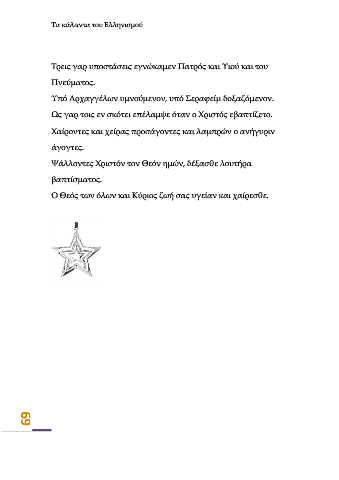 Τα κάλαντα του Ελληνισμού
Τρεις γαρ υποστάσεις εγνώκαμεν Πατρός και Υιού και του
Πνεύματος.
Υπό Αρχαγγέλων υμνούμενον, υπό Σεραφείμ δοξαζόμενον.
Ως γαρ τοις εν σκότει επέλαμψε όταν ο Χριστός εβαπτίζετο.
Χαίροντες και χείρας προπάγοντες και λαμπρών ο ανήγυριν
άγοντες.
Ψάλλοντες Χριστόν τον Θεόν ημών, δέξασθε λουτήρα
βαπτίσματος.
Ο Θεός των όλων και Κύριος ζωή σας υγείαν και χαίρεσθε.
69